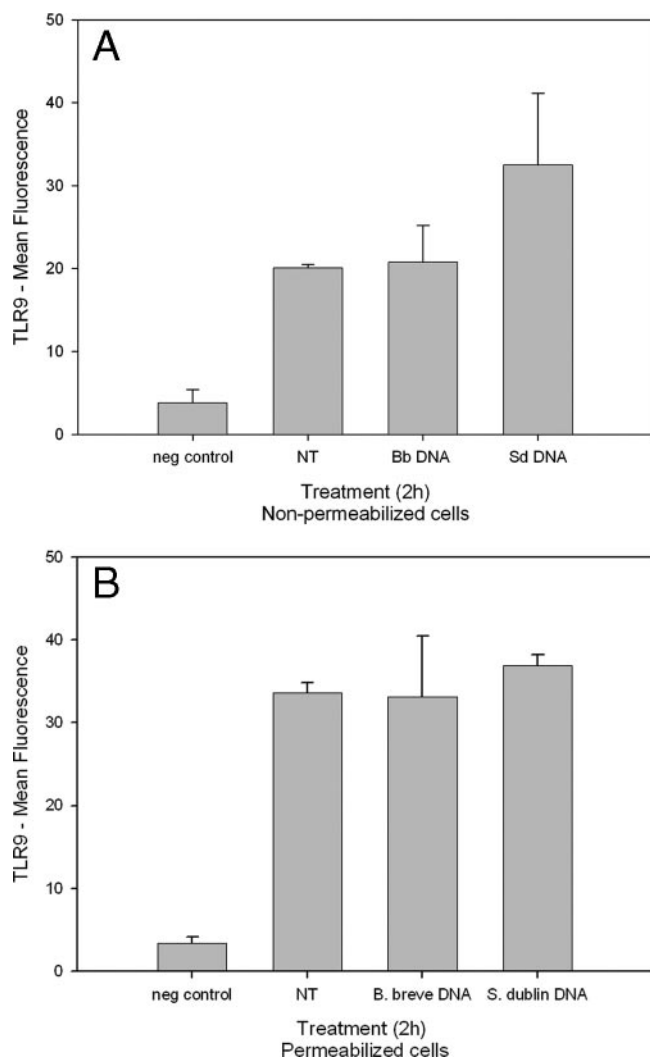 A
50
40
30
20
10
0
TLR9 - Mean Fluorescence
neg control NT Bb DNA Sd DNA
Treatment (2h)
Non-permeabilized cells
B
50
40
30
20
10
0
TLR9 - Mean Fluorescence
neg control NT B. breve DNA S. dublin DNA
Treatment (2h)
Permeabilized cells